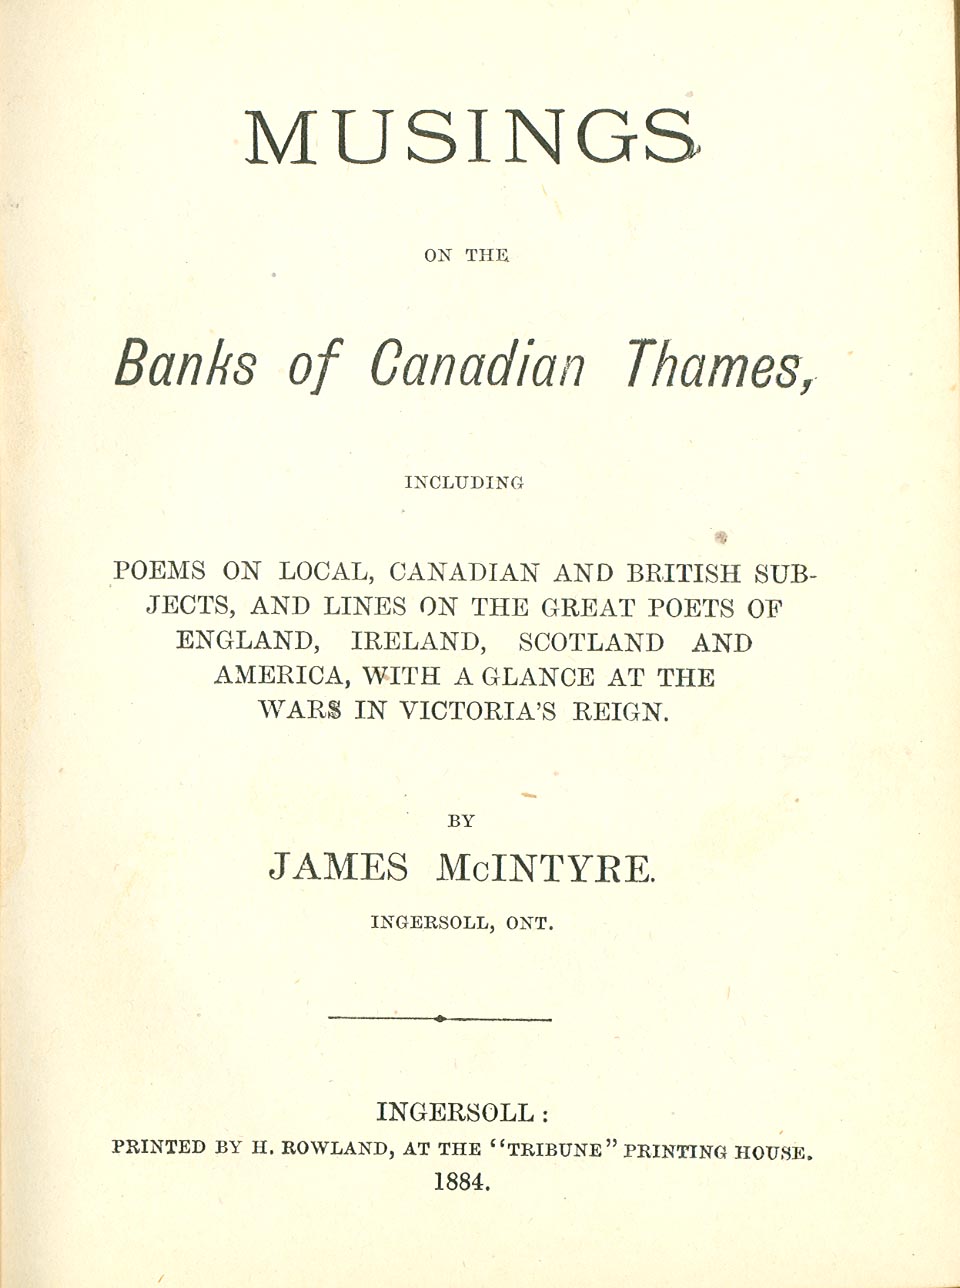 MUSINGS
ON THE
Banks of Canadian Thames,
INCLUDING
POEMS ON LOCAL, CANADIAN AND BRITISH SUB-
JECTS, AND LINES ON THE GREAT POETS OF
ENGLAND, IRELAND, SCOTLAND AND
AMERICA, WITH A GLANCE AT THE
WARS IN VICTORIA'S REIGN.
BY
JAMES McINTYRE.
INGERSOLL, ONT.
INGERSOLL:
PRINTED BY H. ROWLAND, AT THE "TRIBUNE" PRINTING HOUSE.
1884.